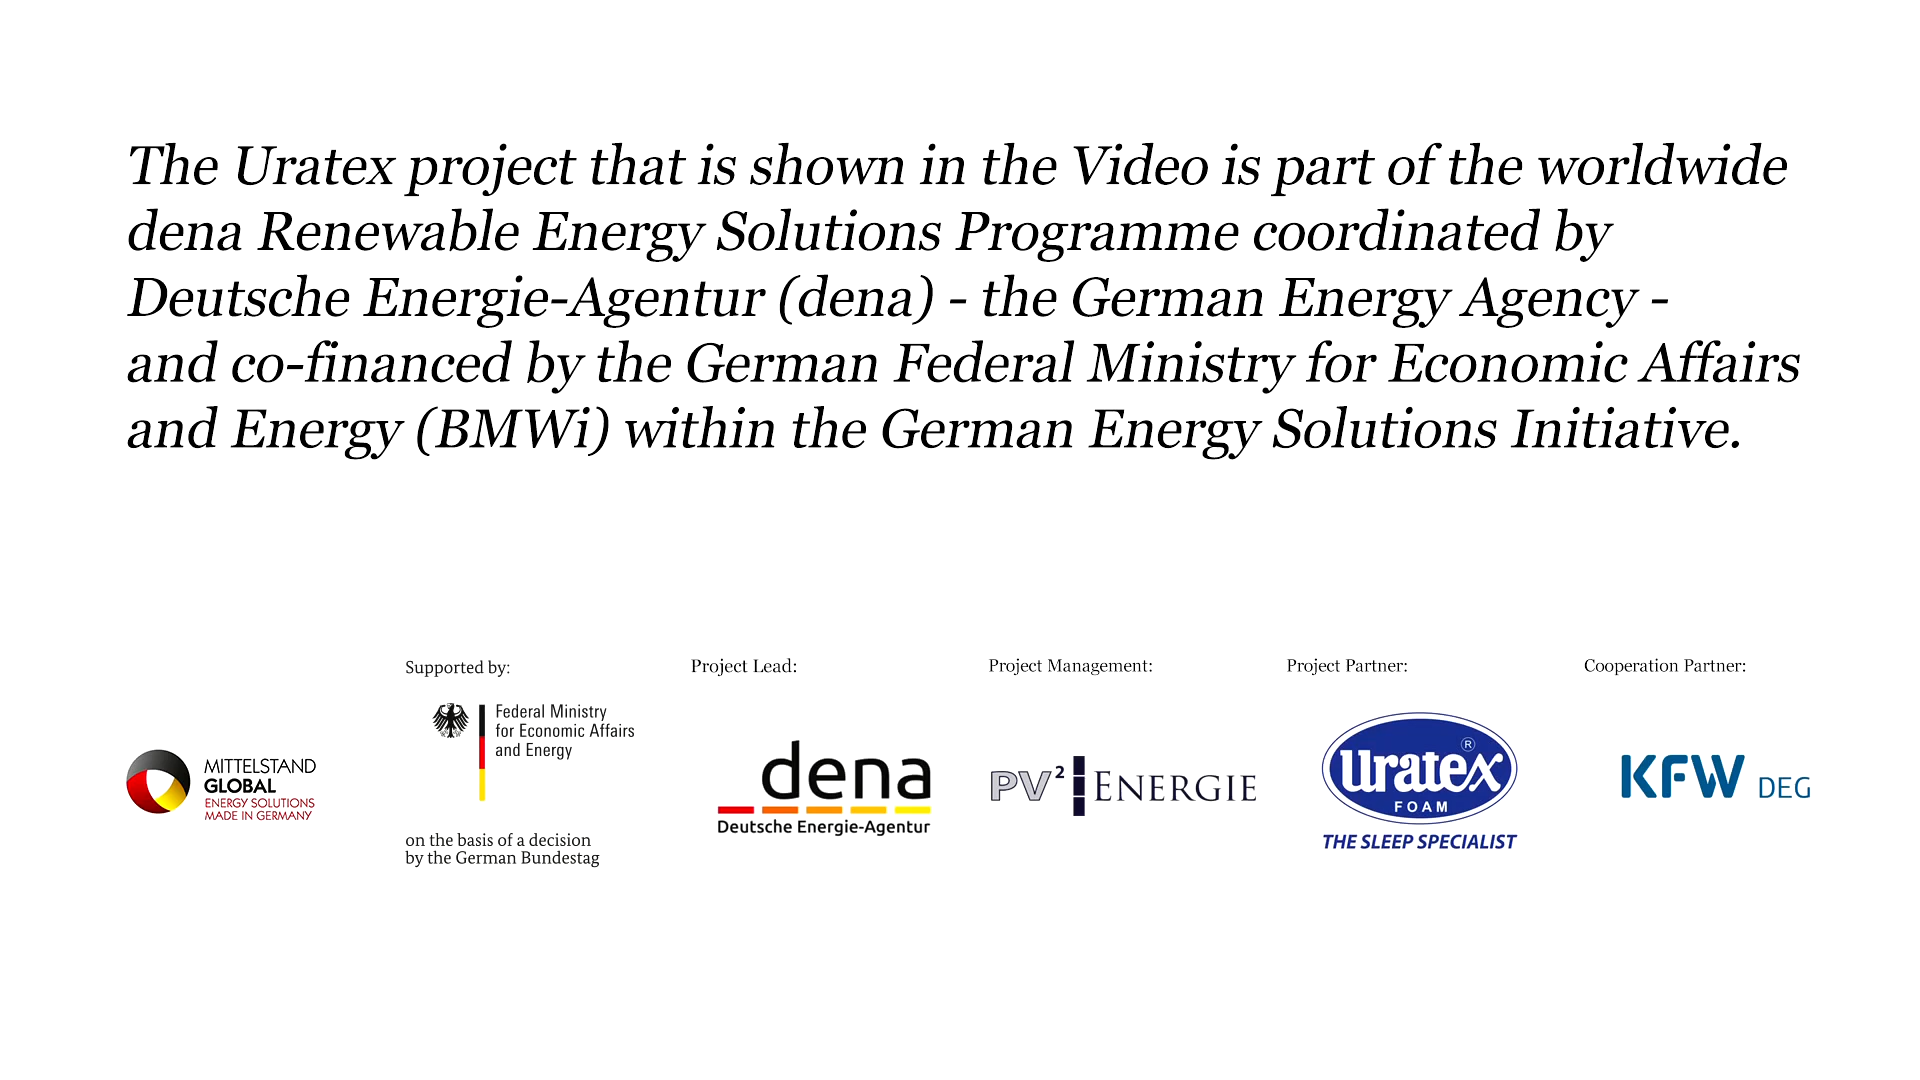 The Uratex project that is shown in the Video is part of the worldwide
dena Renewable Energy Solutions Programme coordinated by
Deutsche Energie-Agentur (dena) - the German Energy Agency -
and co-financed by the German Federal Ministry for Economic Affairs
and Energy (BMWi) within the German Energy Solutions Initiative.
MITTELSTAND
GLOBAL
ENERGY SOLUTIONS
MADE IN GERMANY
Supported by:
Federal Ministry
for Economic Affairs
and Energy
on the basis of a decision
by the German Bundestag
Project Lead:
dena
Deutsche Energie-Agentur
Project Management:
PV² ENERGIE
Project Partner:
Uratex ®
FOAM
THE SLEEP SPECIALIST
Cooperation Partner:
KFW DEG